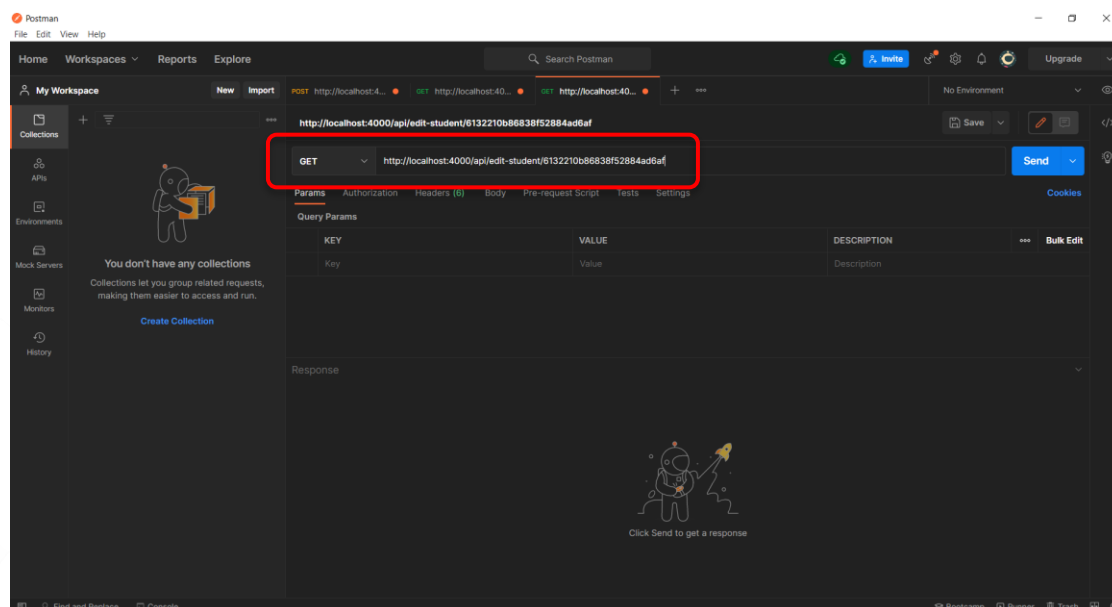 Postman
File Edit View Help
Home Workspaces Reports Explore Search Postman Invite Upgrade
My Workspace New Import POST http://localhost:4... GET http://localhost:40... GET http://localhost:40... No Environment
Collections
http://localhost:4000/api/edit-student/6132210b86838f52884ad6af Save
GET http://localhost:4000/api/edit-student/6132210b86838f52884ad6af Send
APIs
Params Authorization Headers (6) Body Pre-request Script Tests Settings Cookies
Environments
Query Params
KEY VALUE DESCRIPTION Bulk Edit
Key Value Description
Mock Servers
You don't have any collections
Collections let you group related requests,
making them easier to access and run.
Monitors
Create Collection
History
Response
Click Send to get a response
Find and Replace Console Bootcamp Runner Trash